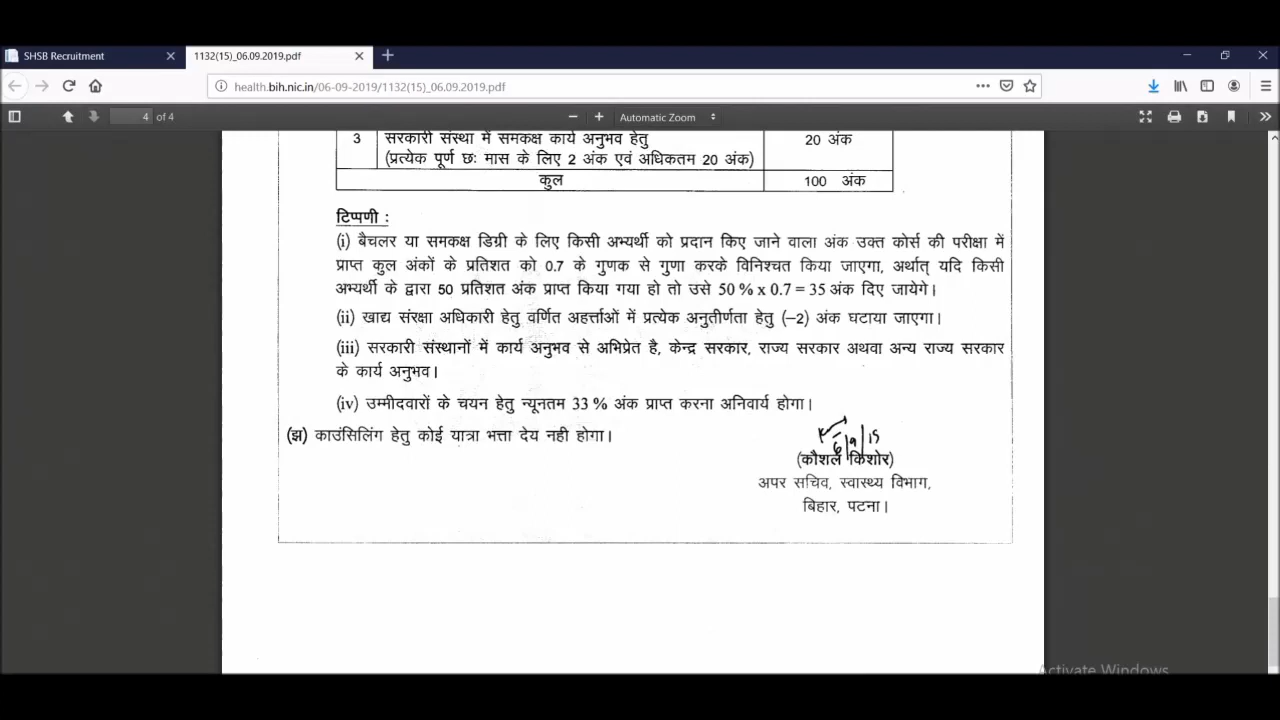 SHSB Recruitment
1132(15)_06.09.2019.pdf
health.bih.nic.in/06-09-2019/1132(15)_06.09.2019.pdf
4 of 4
Automatic Zoom
3 सरकारी संस्था में समकक्ष कार्य अनुभव हेतु 20 अंक
(प्रत्येक पूर्ण छः मास के लिए 2 अंक एवं अधिकतम 20 अंक)
कुल 100 अंक
टिप्पणी :
(i) बैचलर या समकक्ष डिग्री के लिए किसी अभ्यर्थी को प्रदान किए जाने वाला अंक उक्त कोर्स की परीक्षा में
प्राप्त कुल अंकों के प्रतिशत को 0.7 के गुणक से गुणा करके विनिश्चत किया जाएगा, अर्थात् यदि किसी
अभ्यर्थी के द्वारा 50 प्रतिशत अंक प्राप्त किया गया हो तो उसे 50 % x 0.7 = 35 अंक दिए जायेगे।
(ii) खाद्य संरक्षा अधिकारी हेतु वर्णित अहर्त्ताओं में प्रत्येक अनुतीर्णता हेतु (–2) अंक घटाया जाएगा।
(iii) सरकारी संस्थानों में कार्य अनुभव से अभिप्रेत है, केन्द्र सरकार, राज्य सरकार अथवा अन्य राज्य सरकार
के कार्य अनुभव।
(iv) उम्मीदवारों के चयन हेतु न्यूनतम 33 % अंक प्राप्त करना अनिवार्य होगा।
(झ) काउंसिलिंग हेतु कोई यात्रा भत्ता देय नही होगा।
(कौशल किशोर)
अपर सचिव, स्वास्थ्य विभाग,
बिहार, पटना।
Activate Windows